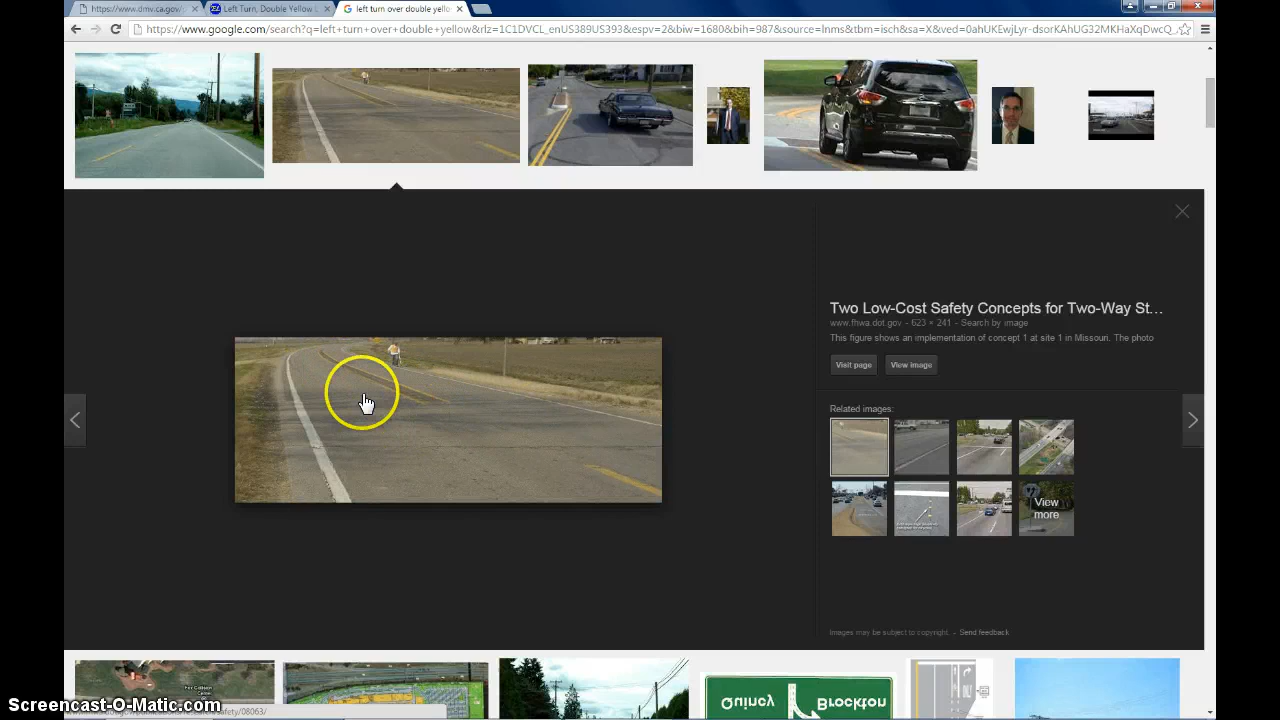 https://www.dmv.ca.gov/p
Left Turn, Double Yellow L
left turn over double yello
https://www.google.com/search?q=left+turn+over+double+yellow&rlz=1C1DVCL_enUS389US393&espv=2&biw=1680&bih=987&source=lnms&tbm=isch&sa=X&ved=0ahUKEwjLyr-dsorKAhUG32MKHaXqDwcQ_
Two Low-Cost Safety Concepts for Two-Way St...
www.fhwa.dot.gov - 623 × 241 - Search by image
This figure shows an implementation of concept 1 at site 1 in Missouri. The photo
Visit page
View image
Related images:
View more
Images may be subject to copyright. - Send feedback
Quincy
Brockton
Screencast-O-Matic.com